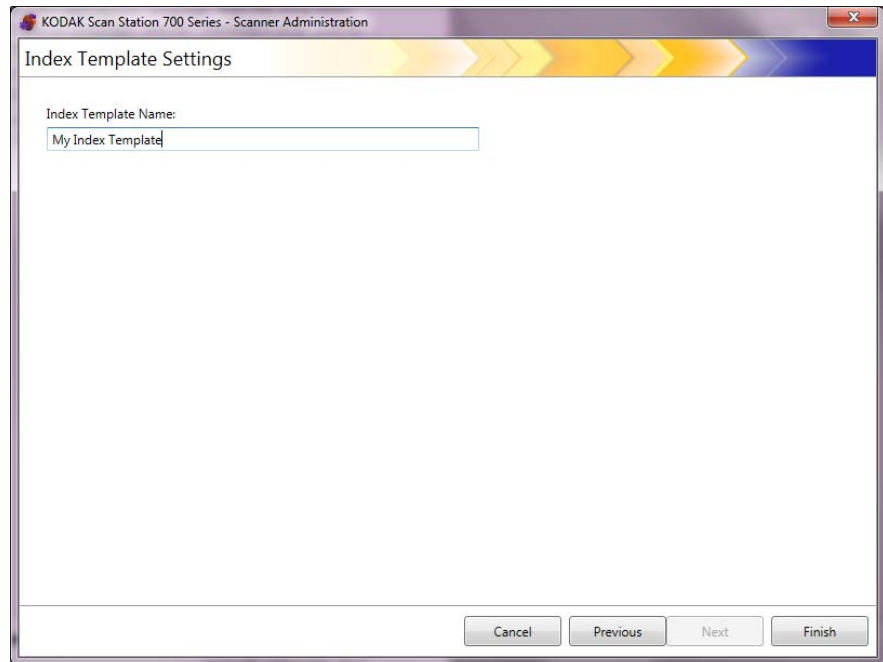 KODAK Scan Station 700 Series - Scanner Administration
Index Template Settings
Index Template Name:
My Index Template
Cancel Previous Next Finish